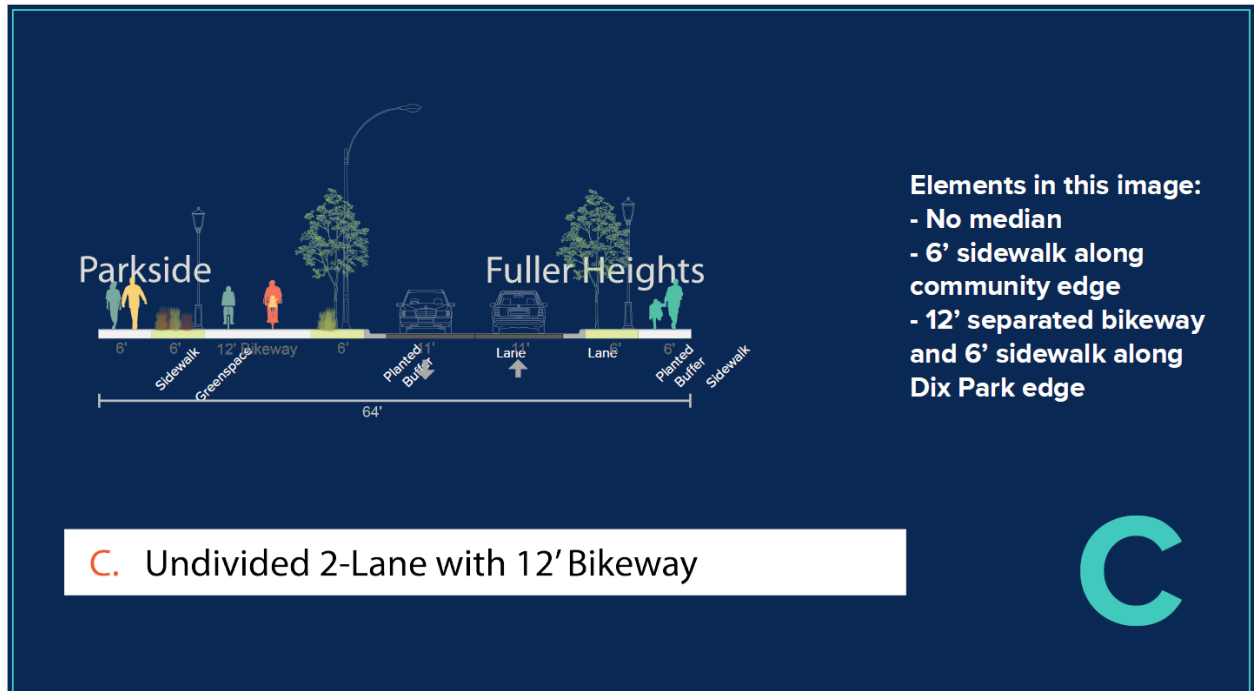 Parkside
Fuller Heights
6' 6' 12' Bikeway 6' 11' 11' 6' 6'
Sidewalk
Greenspace
Planted
Buffer
Lane
Lane
Planted
Buffer
Sidewalk
64'
Elements in this image:
- No median
- 6’ sidewalk along
community edge
- 12’ separated bikeway
and 6’ sidewalk along
Dix Park edge
C. Undivided 2-Lane with 12’ Bikeway
C